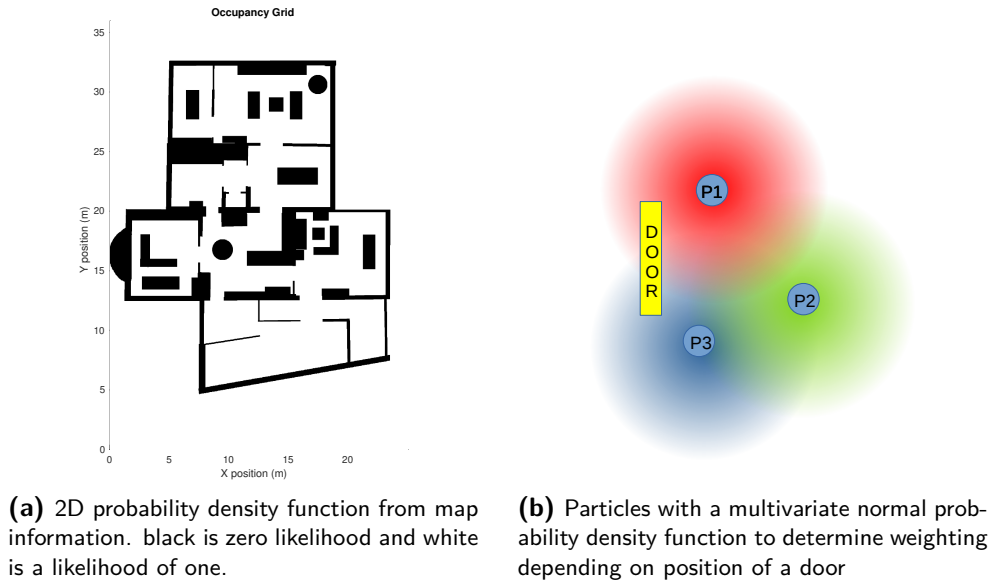 Occupancy Grid
35
30
25
20
15
10
5
0
Y position (m)
0 5 10 15 20
X position (m)
P1
D
O
O
R
P2
P3
(a) 2D probability density function from map
information. black is zero likelihood and white
is a likelihood of one.
(b) Particles with a multivariate normal prob-
ability density function to determine weighting
depending on position of a door